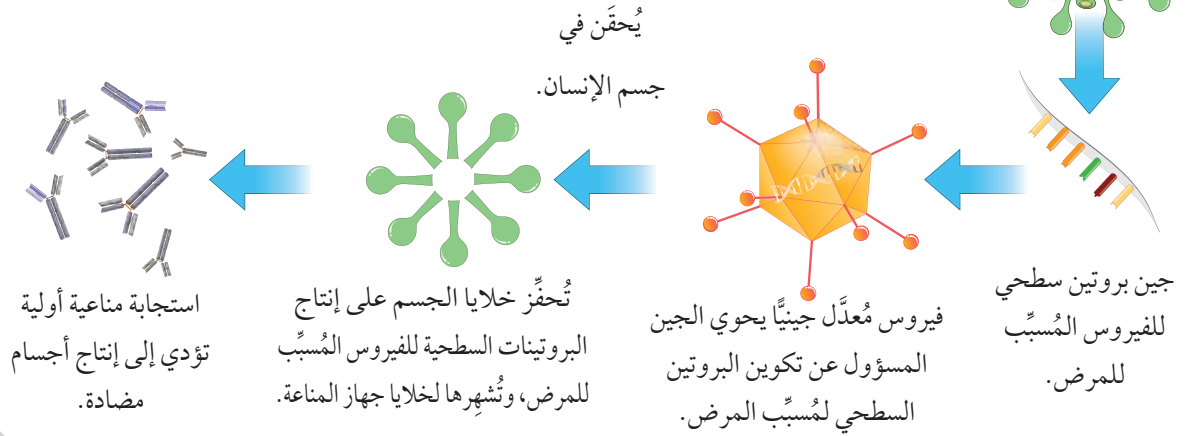 يُحقَن في
جسم الإنسان.
جين بروتين سطحي
للفيروس المُسبِّب
للمرض.
فيروس مُعدَّل جينيًّا يحوي الجين
المسؤول عن تكوين البروتين
السطحي لمُسبِّب المرض.
تُحفِّز خلايا الجسم على إنتاج
البروتينات السطحية للفيروس المُسبِّب
للمرض، وتُشهِرها لخلايا جهاز المناعة.
استجابة مناعية أولية
تؤدي إلى إنتاج أجسام
مضادة.